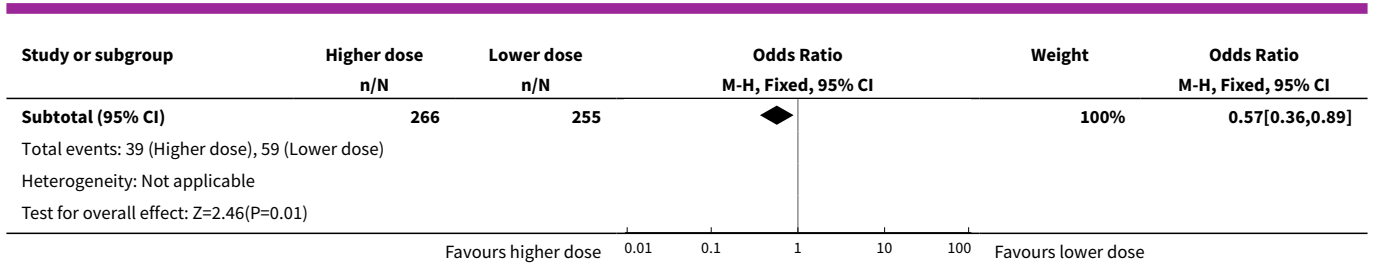 Study or subgroup Higher dose Lower dose Odds Ratio Weight Odds Ratio
n/N n/N M-H, Fixed, 95% CI M-H, Fixed, 95% CI
Subtotal (95% CI) 266 255 100% 0.57[0.36,0.89]
Total events: 39 (Higher dose), 59 (Lower dose)
Heterogeneity: Not applicable
Test for overall effect: Z=2.46(P=0.01)
Favours higher dose 0.01 0.1 1 10 100 Favours lower dose